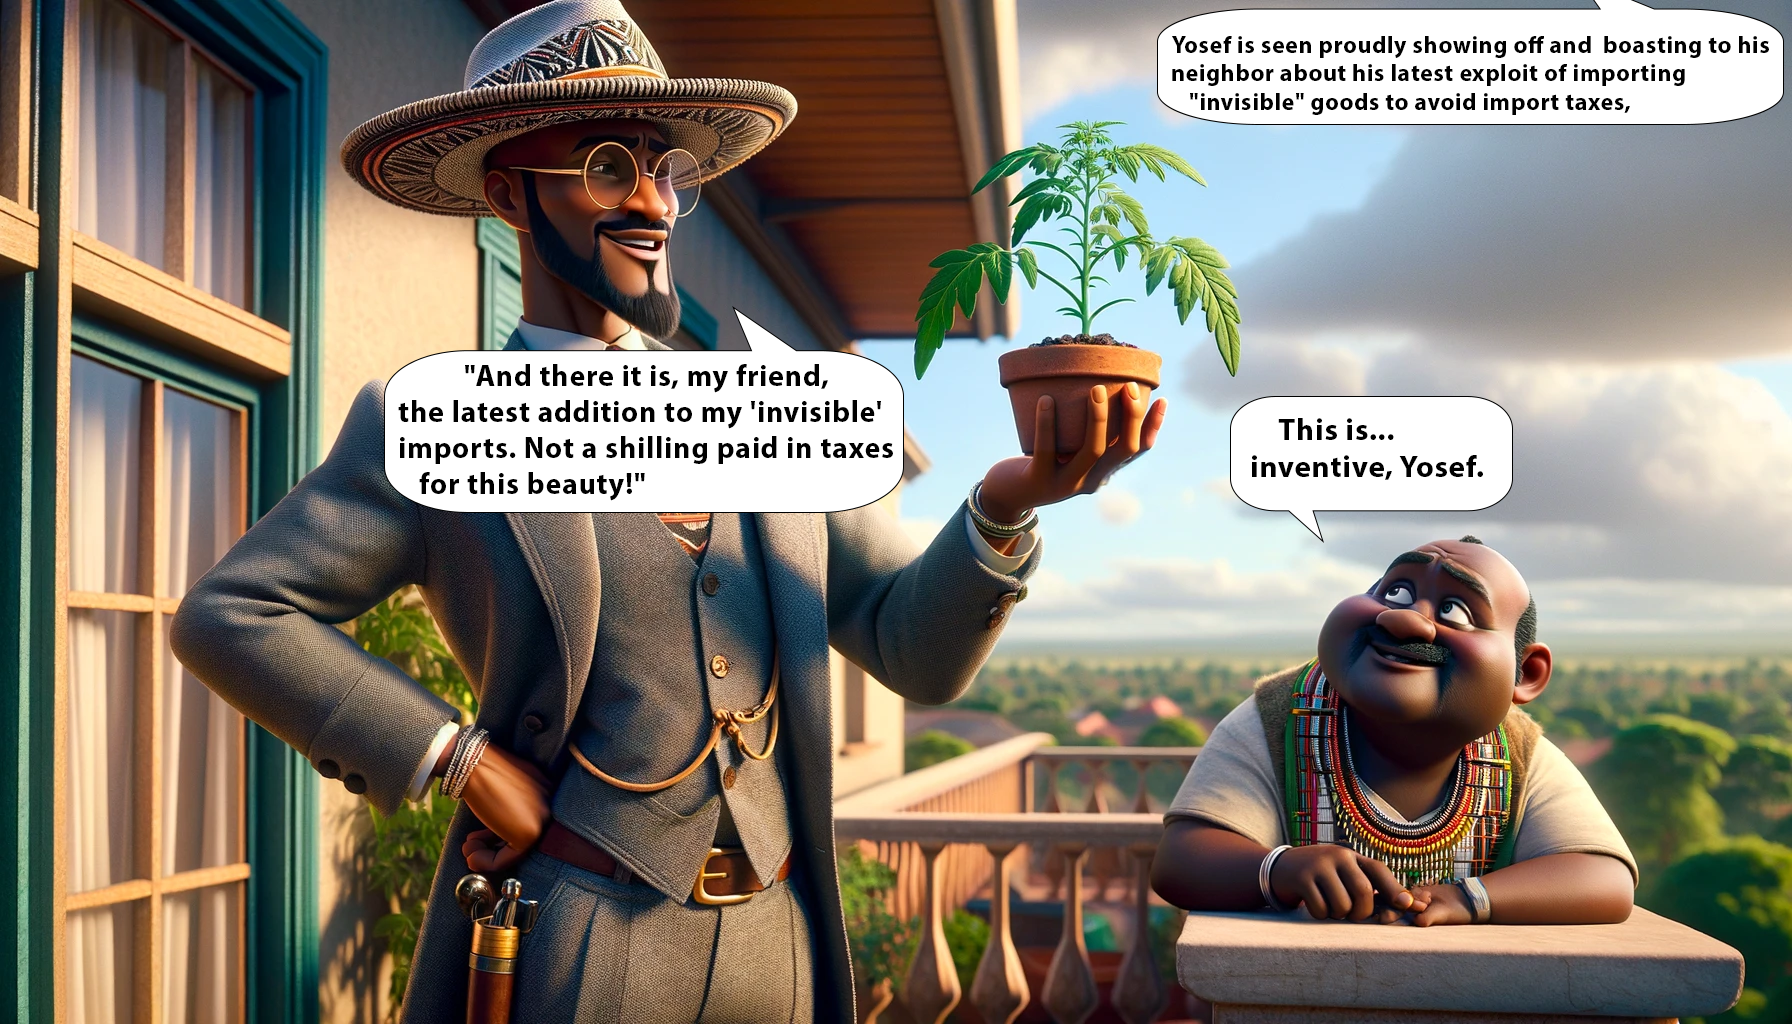 Yosef is seen proudly showing off and  boasting to his
neighbor about his latest exploit of importing
"invisible" goods to avoid import taxes,
"And there it is, my friend,
the latest addition to my 'invisible'
imports. Not a shilling paid in taxes
for this beauty!"
This is...
inventive, Yosef.